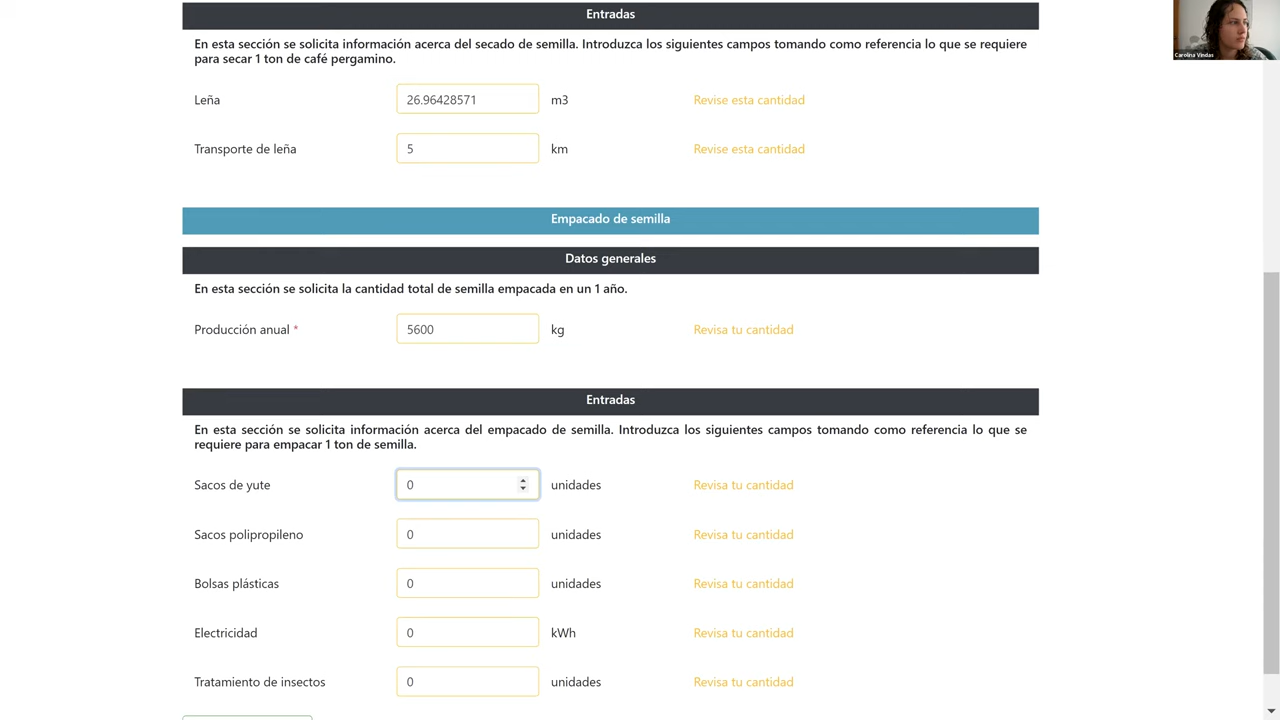 Entradas
Carolina Vindas
En esta sección se solicita información acerca del secado de semilla. Introduzca los siguientes campos tomando como referencia lo que se requiere
para secar 1 ton de café pergamino.
Leña 26.96428571 m3 Revise esta cantidad
Transporte de leña 5 km Revise esta cantidad
Empacado de semilla
Datos generales
En esta sección se solicita la cantidad total de semilla empacada en un 1 año.
Producción anual * 5600 kg Revisa tu cantidad
Entradas
En esta sección se solicita información acerca del empacado de semilla. Introduzca los siguientes campos tomando como referencia lo que se
requiere para empacar 1 ton de semilla.
Sacos de yute 0 unidades Revisa tu cantidad
Sacos polipropileno 0 unidades Revisa tu cantidad
Bolsas plásticas 0 unidades Revisa tu cantidad
Electricidad 0 kWh Revisa tu cantidad
Tratamiento de insectos 0 unidades Revisa tu cantidad